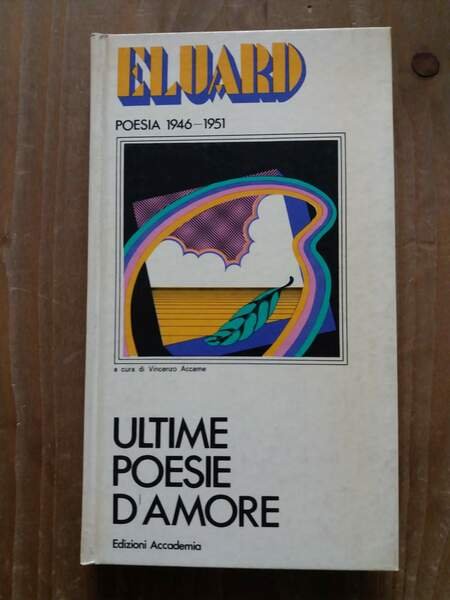 ELUARD
POESIA 1946-1951
a cura di Vincenzo Accame
ULTIME
POESIE
D'AMORE
Edizioni Accademia